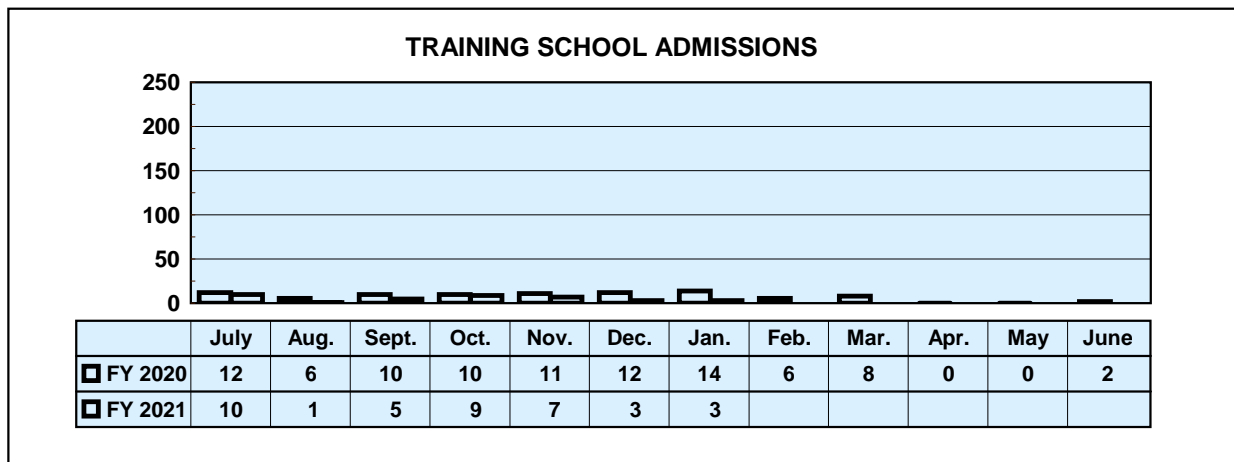 TRAINING SCHOOL ADMISSIONS
250
200
150
100
50
0
July Aug. Sept. Oct. Nov. Dec. Jan. Feb. Mar. Apr. May June
FY 2020 12 6 10 10 11 12 14 6 8 0 0 2
FY 2021 10 1 5 9 7 3 3